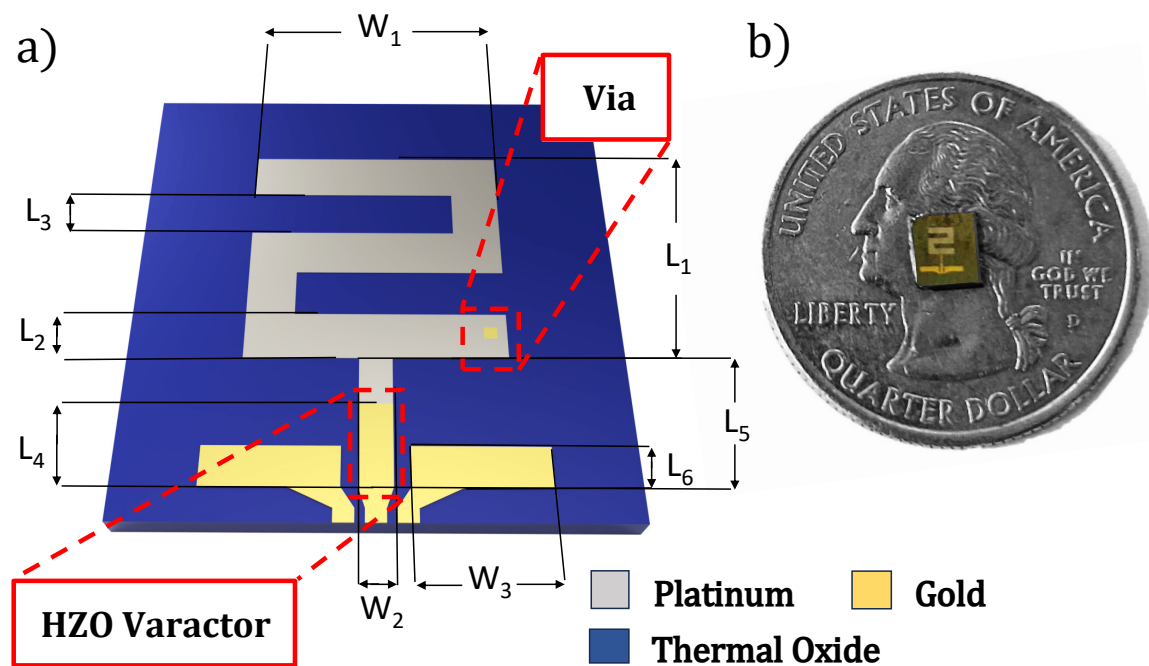 a)
W₁
Via
L₃
L₁
L₂
L₄
L₅
L₆
W₂
W₃
HZO Varactor
Platinum
Gold
Thermal Oxide
b)
UNITED STATES OF AMERICA
LIBERTY
IN
GOD WE
TRUST
D
QUARTER DOLLAR